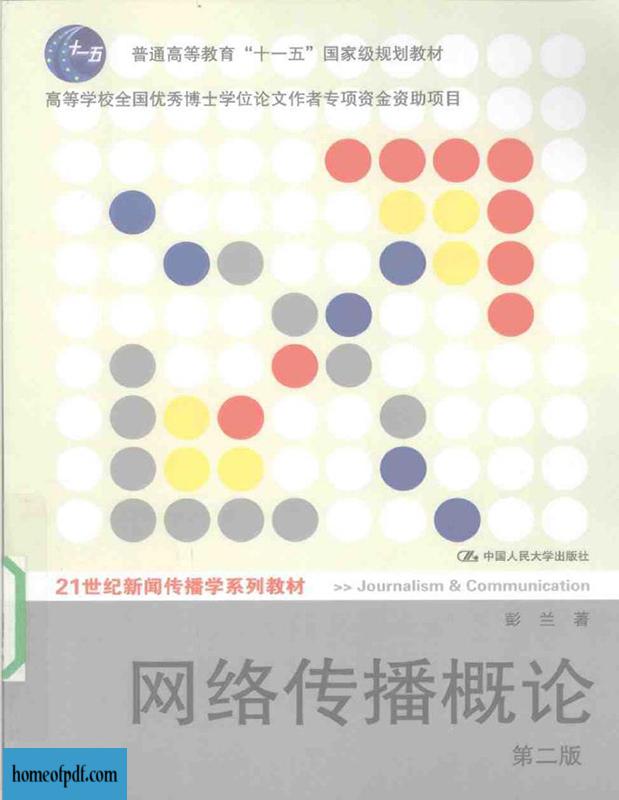 十一五
普通高等教育“十一五”国家级规划教材
高等学校全国优秀博士学位论文作者专项资金资助项目
中国人民大学出版社
21世纪新闻传播学系列教材 >> Journalism & Communication
彭 兰 著
网络传播概论
第二版
homeofpdf.com